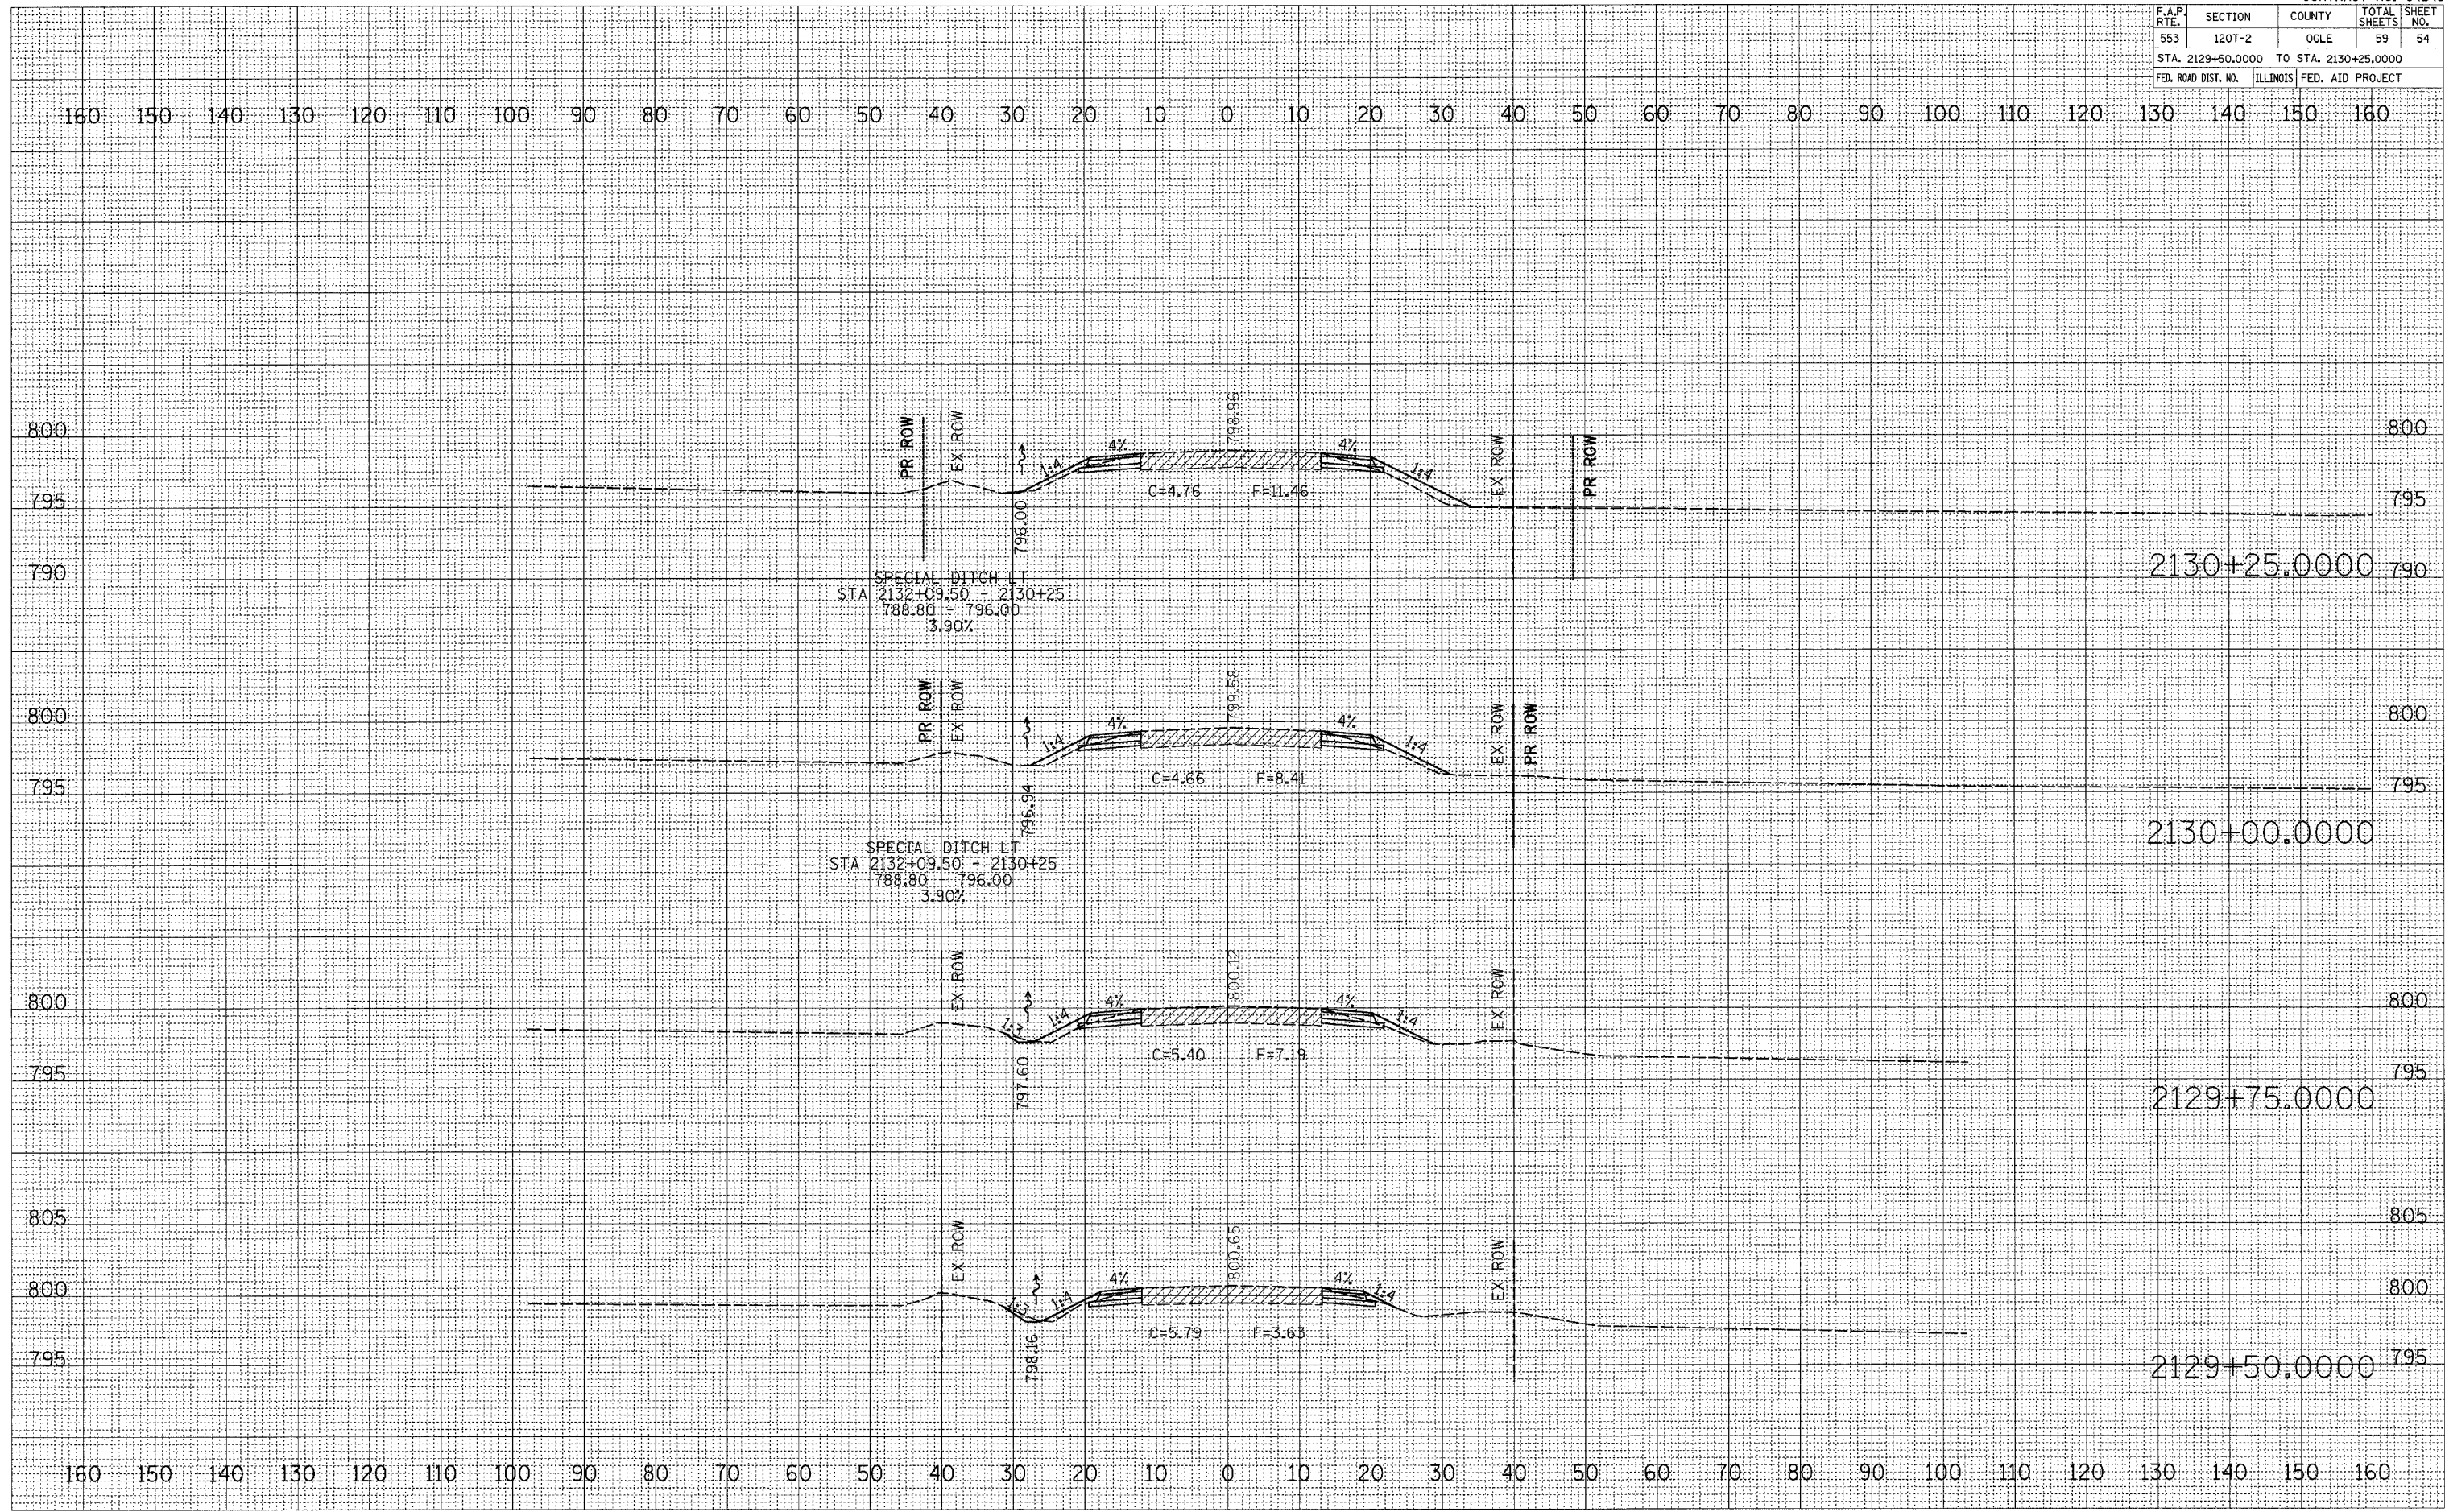 F.A.P. RTE. SECTION COUNTY TOTAL SHEETS SHEET NO.
553 120T-2 OGLE 59 54
STA. 2129+50.0000 TO STA. 2130+25.0000
FED. ROAD DIST. NO. ILLINOIS FED. AID PROJECT
160 150 140 130 120 110 100 90 80 70 60 50 40 30 20 10 0 10 20 30 40 50 60 70 80 90 100 110 120 130 140 150 160
798.96
PR ROW EX ROW EX ROW PR ROW
800 4% 4% 800
1:4 1:4
C=4.76 F=11.46
795 796.00 795
790 2130+25.0000 790
SPECIAL DITCH LT
STA 2132+09.50 - 2130+25
788.80 - 796.00
3.90%
799.58
PR ROW EX ROW EX ROW PR ROW
800 4% 4% 800
1:4 1:4
C=4.66 F=8.41
795 796.94 795
2130+00.0000
SPECIAL DITCH LT
STA 2132+09.50 - 2130+25
788.80 - 796.00
3.90%
800.12
EX ROW EX ROW
800 4% 4% 800
1:3 1:4 1:4
C=5.40 F=7.19
795 797.60 795
2129+75.0000
805 805
800.65
EX ROW EX ROW
800 4% 4% 800
1:3 1:4 1:4
C=5.79 F=3.63
795 798.16 795
2129+50.0000
160 150 140 130 120 110 100 90 80 70 60 50 40 30 20 10 0 10 20 30 40 50 60 70 80 90 100 110 120 130 140 150 160